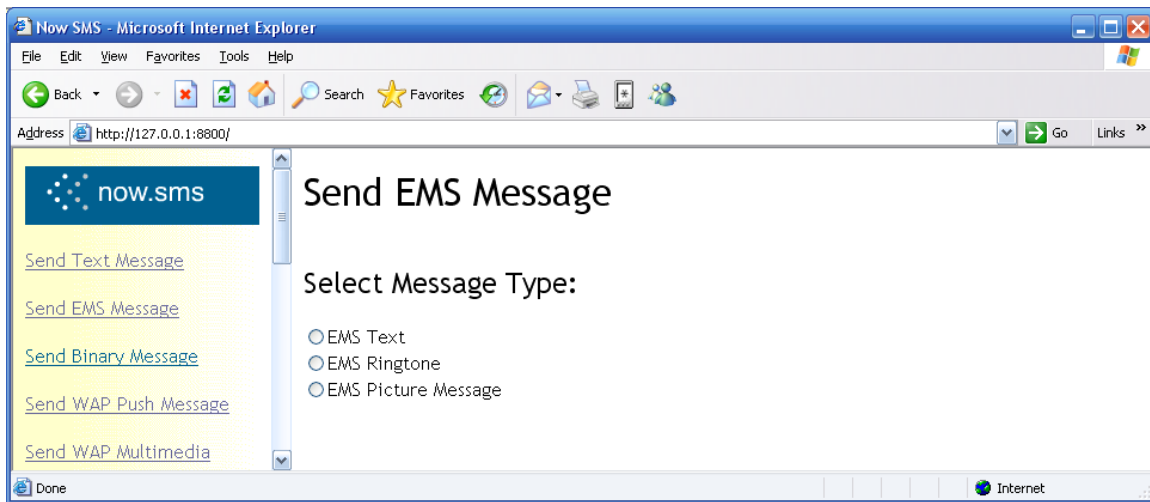 Now SMS - Microsoft Internet Explorer
File Edit View Favorites Tools Help
Back Search Favorites
Address http://127.0.0.1:8800/ Go Links »
now.sms
Send Text Message
Send EMS Message
Send Binary Message
Send WAP Push Message
Send WAP Multimedia
Send EMS Message
Select Message Type:
EMS Text
EMS Ringtone
EMS Picture Message
Done Internet